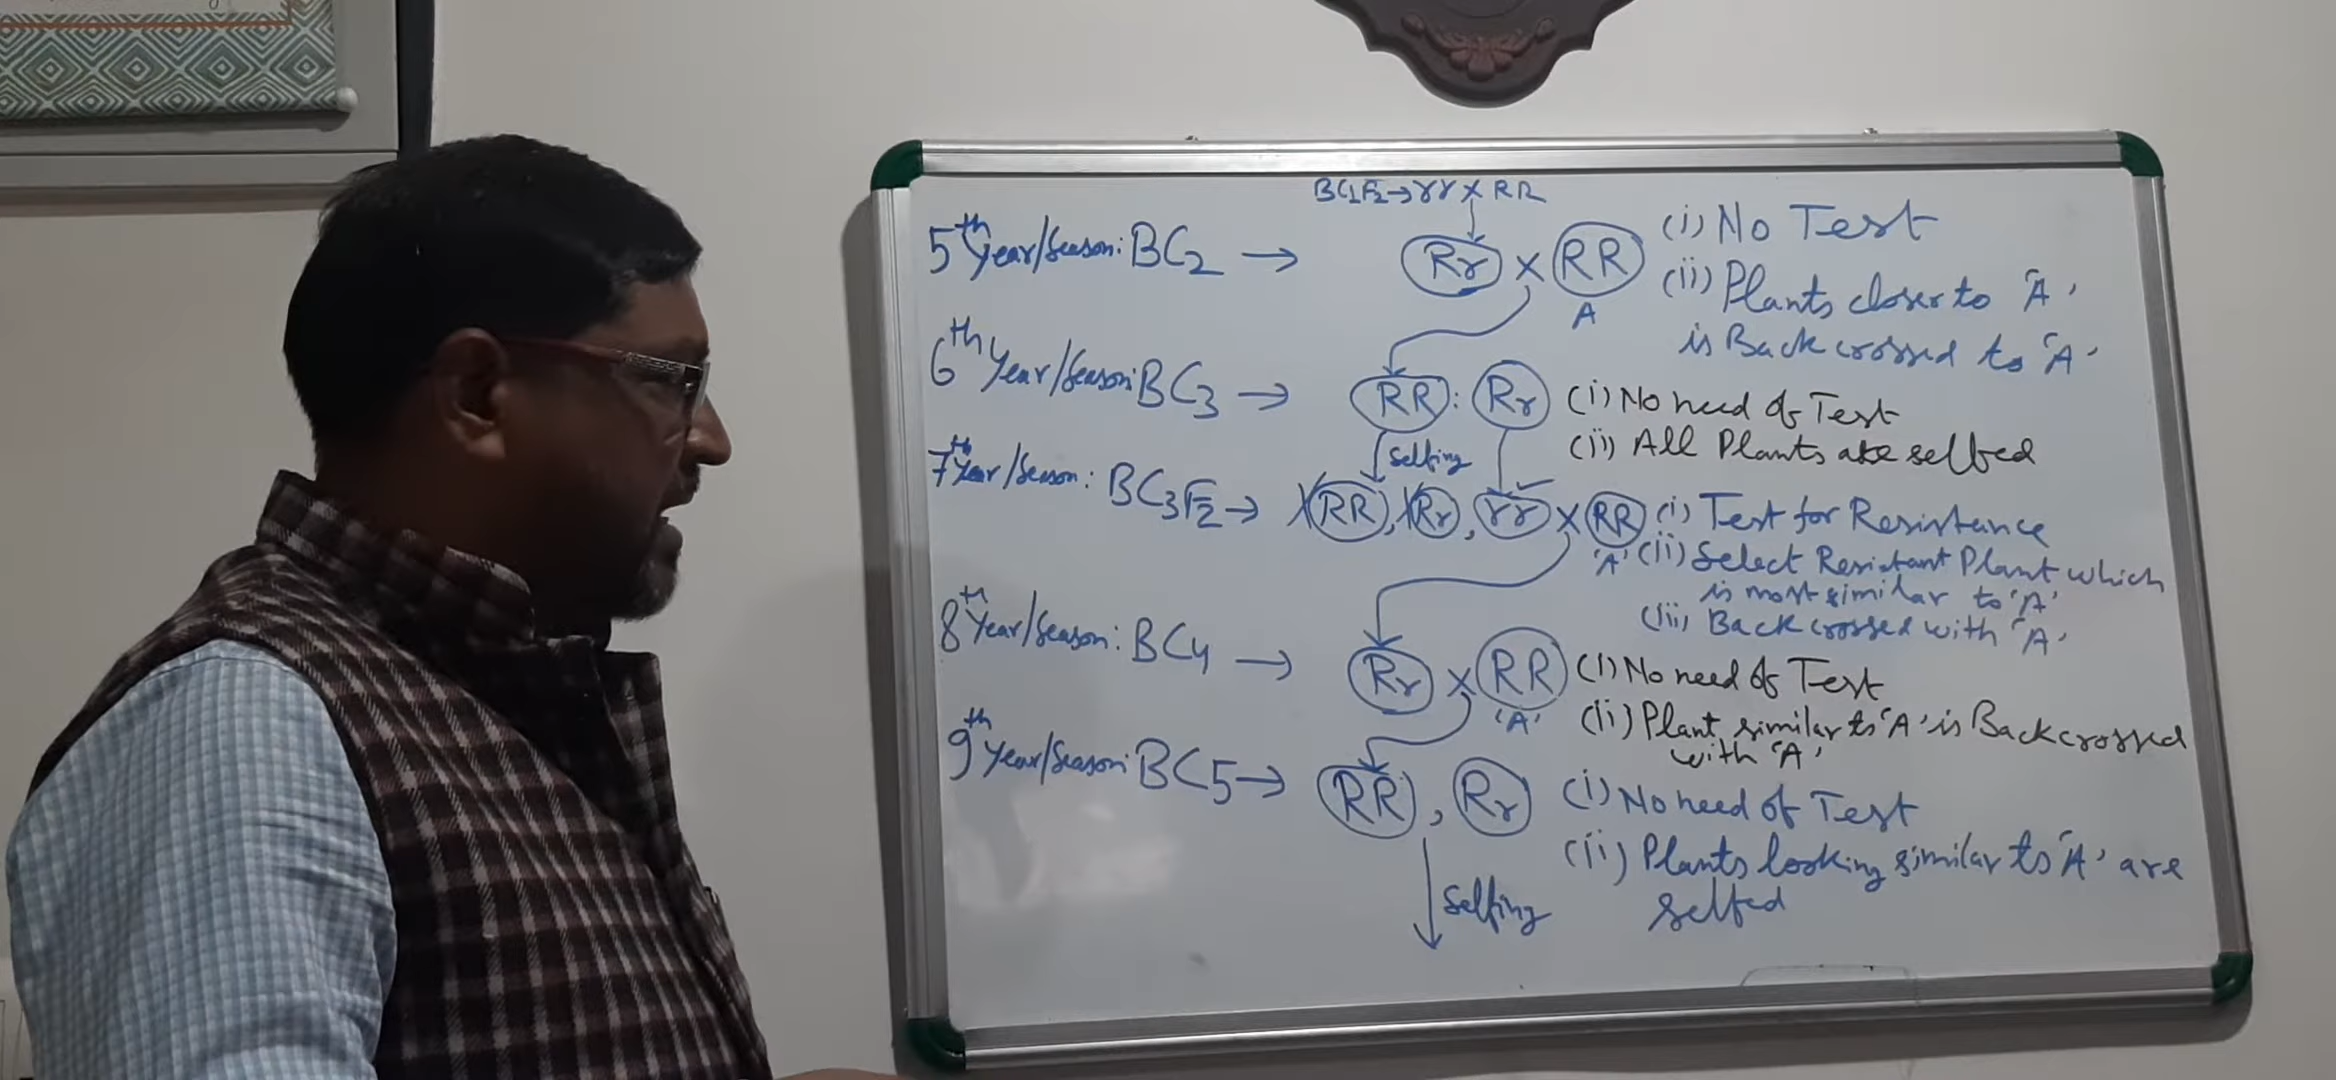 BC1F2→rr x RR
5th Year/Season: BC2 → Rr x RR (i) No Test
A
(ii) Plants closer to 'A'
is Back crossed to 'A'
6th Year/Season: BC3 → RR : Rr (i) No need of Test
(ii) All Plants are selfed
Selfing
7th Year/Season: BC3F2 → RR, Rr, rr x RR (i) Test for Resistance
'A' (ii) Select Resistant Plant which
is most similar to 'A'
(iii) Back crossed with 'A'
8th Year/Season: BC4 → Rr x RR (i) No need of Test
'A' (ii) Plant similar to 'A' is Backcrossed
with 'A'
9th Year/Season: BC5 → RR, Rr (i) No need of Test
(ii) Plants looking similar to 'A' are
selfed
Selfing